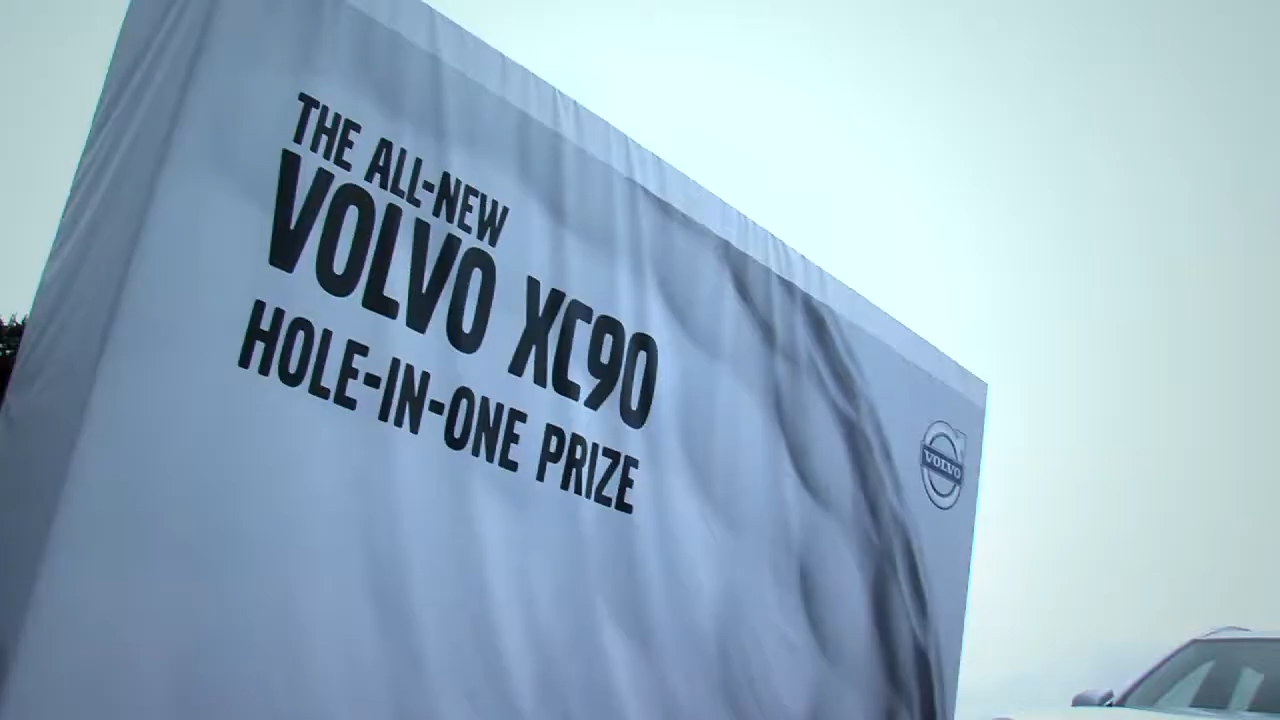 THE ALL-NEW
VOLVO XC90
HOLE-IN-ONE PRIZE
VOLVO